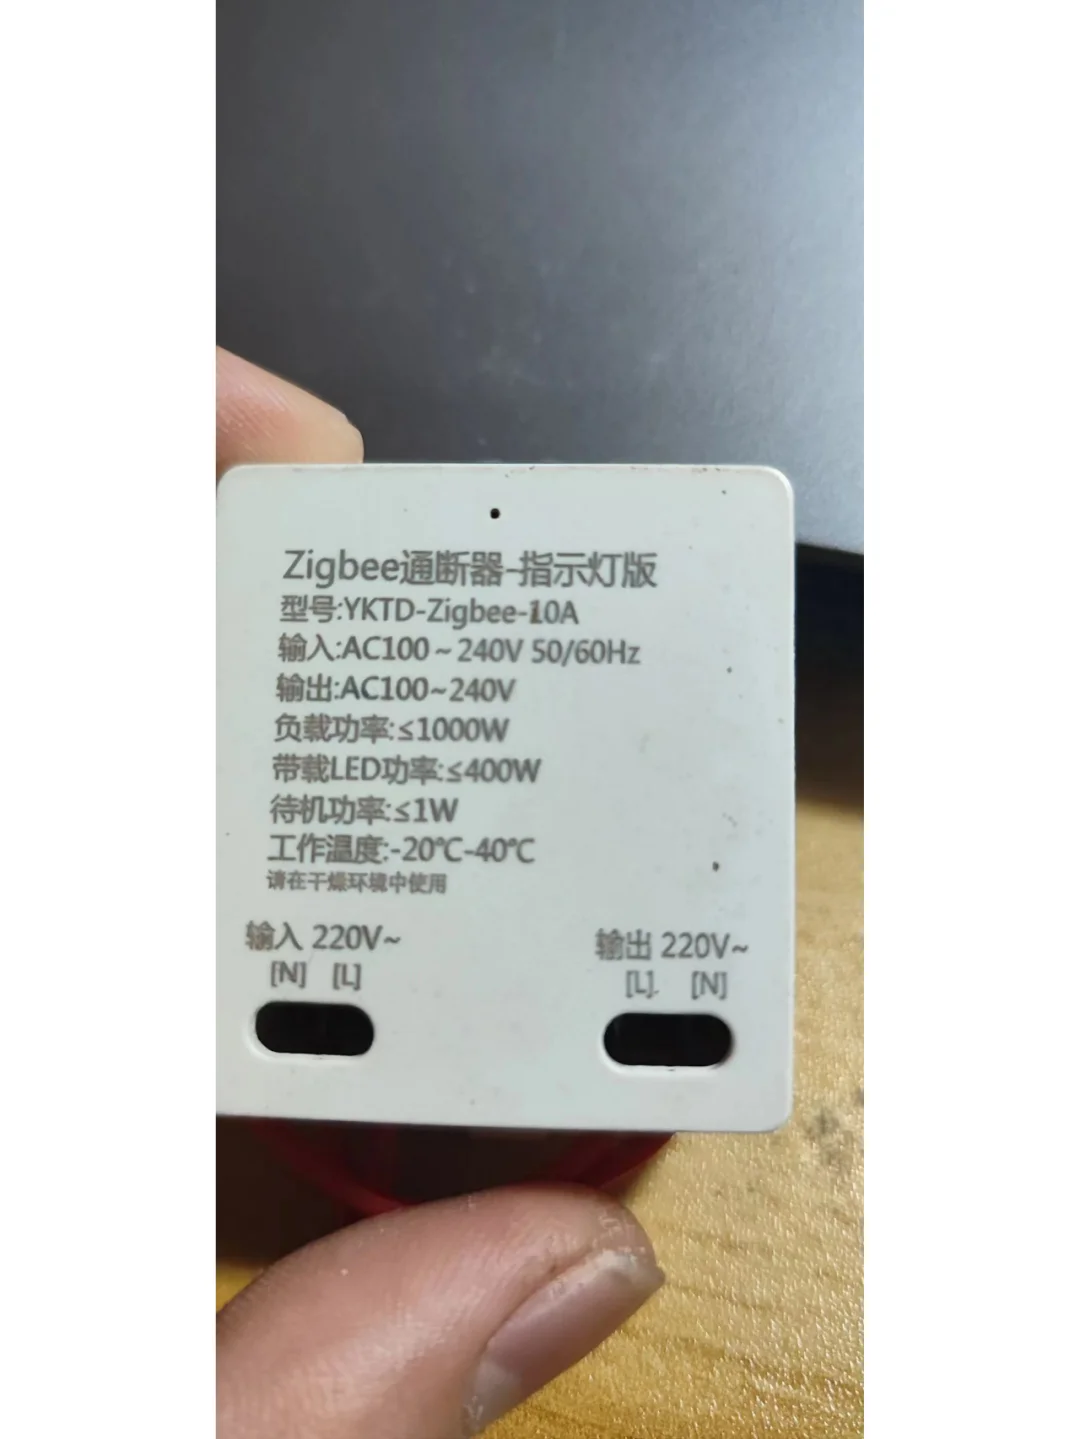 Zigbee通断器-指示灯版
型号:YKTD-Zigbee-10A
输入:AC100~240V 50/60Hz
输出:AC100~240V
负载功率:≤1000W
带载LED功率:≤400W
待机功率:≤1W
工作温度:-20℃-40℃
请在干燥环境中使用
输入 220V~
[N] [L]
输出 220V~
[L] [N]